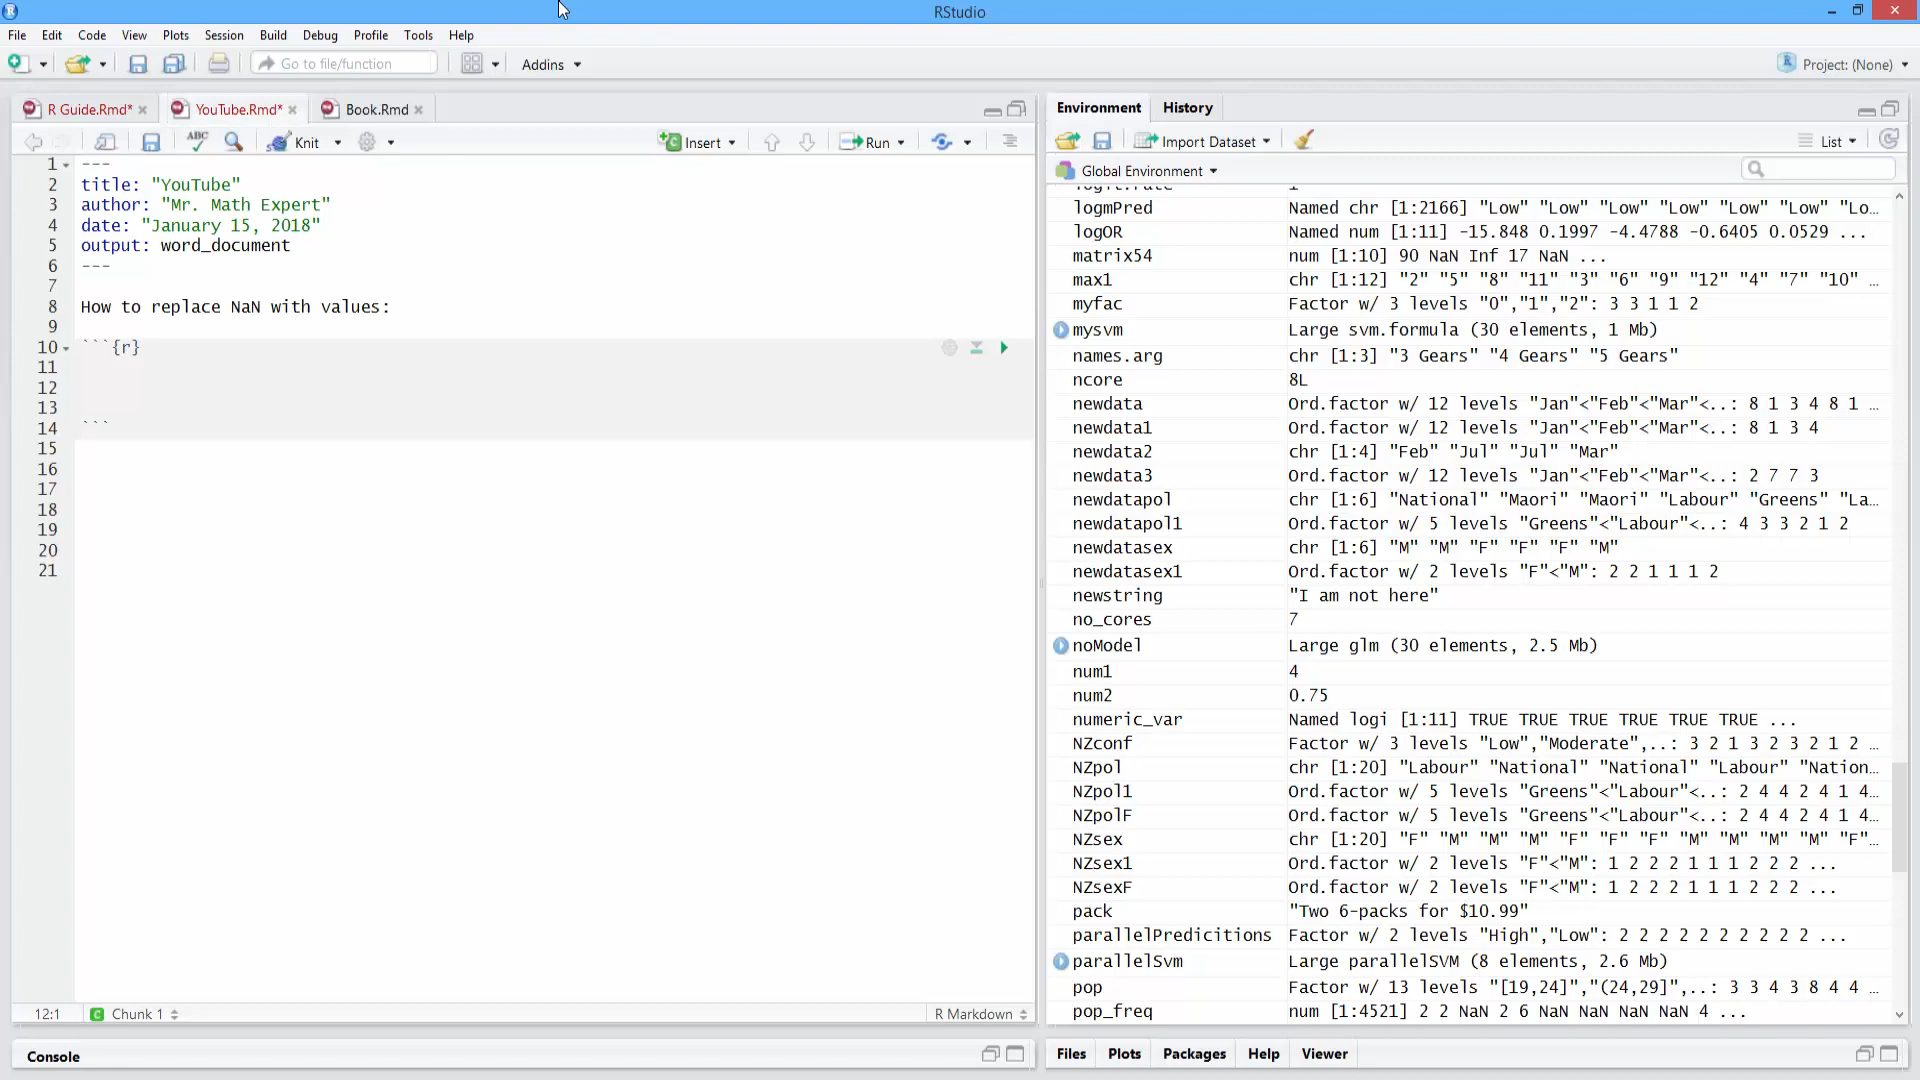 RStudio
File Edit Code View Plots Session Build Debug Profile Tools Help
Go to file/function Addins Project: (None)
R Guide.Rmd* YouTube.Rmd* Book.Rmd
ABC Knit Insert Run
1 ---
2 title: "YouTube"
3 author: "Mr. Math Expert"
4 date: "January 15, 2018"
5 output: word_document
6 ---
7
8 How to replace NaN with values:
9
10 ```{r}
11
12
13
14 ```
15
16
17
18
19
20
21
12:1 Chunk 1 R Markdown
Console
Environment History
Import Dataset List
Global Environment
logmPred Named chr [1:2166] "Low" "Low" "Low" "Low" "Low" "Low" "Lo…
logOR Named num [1:11] -15.848 0.1997 -4.4788 -0.6405 0.0529 ...
matrix54 num [1:10] 90 NaN Inf 17 NaN ...
max1 chr [1:12] "2" "5" "8" "11" "3" "6" "9" "12" "4" "7" "10" …
myfac Factor w/ 3 levels "0","1","2": 3 3 1 1 2
mysvm Large svm.formula (30 elements, 1 Mb)
names.arg chr [1:3] "3 Gears" "4 Gears" "5 Gears"
ncore 8L
newdata Ord.factor w/ 12 levels "Jan"<"Feb"<"Mar"<..: 8 1 3 4 8 1 …
newdata1 Ord.factor w/ 12 levels "Jan"<"Feb"<"Mar"<..: 8 1 3 4
newdata2 chr [1:4] "Feb" "Jul" "Jul" "Mar"
newdata3 Ord.factor w/ 12 levels "Jan"<"Feb"<"Mar"<..: 2 7 7 3
newdatapol chr [1:6] "National" "Maori" "Maori" "Labour" "Greens" "La…
newdatapol1 Ord.factor w/ 5 levels "Greens"<"Labour"<..: 4 3 3 2 1 2
newdatasex chr [1:6] "M" "M" "F" "F" "F" "M"
newdatasex1 Ord.factor w/ 2 levels "F"<"M": 2 2 1 1 1 2
newstring "I am not here"
no_cores 7
noModel Large glm (30 elements, 2.5 Mb)
num1 4
num2 0.75
numeric_var Named logi [1:11] TRUE TRUE TRUE TRUE TRUE TRUE ...
NZconf Factor w/ 3 levels "Low","Moderate",..: 3 2 1 3 2 3 2 1 2 …
NZpol chr [1:20] "Labour" "National" "National" "Labour" "Nation…
NZpol1 Ord.factor w/ 5 levels "Greens"<"Labour"<..: 2 4 4 2 4 1 4…
NZpolF Ord.factor w/ 5 levels "Greens"<"Labour"<..: 2 4 4 2 4 1 4…
NZsex chr [1:20] "F" "M" "M" "M" "F" "F" "F" "M" "M" "M" "M" "F"…
NZsex1 Ord.factor w/ 2 levels "F"<"M": 1 2 2 2 1 1 1 2 2 2 ...
NZsexF Ord.factor w/ 2 levels "F"<"M": 1 2 2 2 1 1 1 2 2 2 ...
pack "Two 6-packs for $10.99"
parallelPredicitions Factor w/ 2 levels "High","Low": 2 2 2 2 2 2 2 2 2 2 ...
parallelSvm Large parallelSVM (8 elements, 2.6 Mb)
pop Factor w/ 13 levels "[19,24]","(24,29]",..: 3 3 4 3 8 4 4 …
pop_freq num [1:4521] 2 2 NaN 2 6 NaN NaN NaN NaN 4 ...
Files Plots Packages Help Viewer